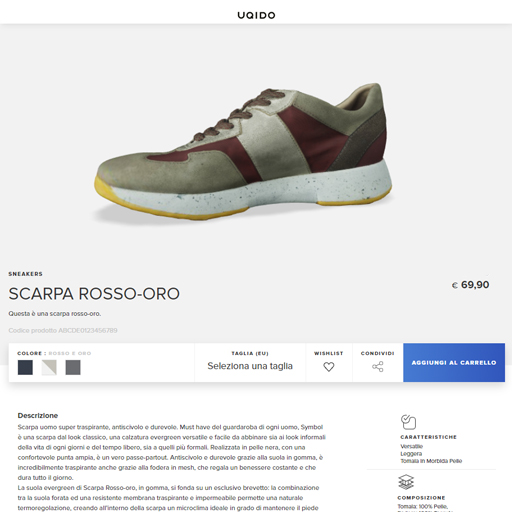 UQIDO
SNEAKERS
SCARPA ROSSO-ORO
€ 69,90
Questa è una scarpa rosso-oro.
Codice prodotto ABCDE0123456789
COLORE : ROSSO E ORO
TAGLIA (EU)
Seleziona una taglia
WISHLIST
CONDIVIDI
AGGIUNGI AL CARRELLO
Descrizione
Scarpa uomo super traspirante, antiscivolo e durevole. Must have del guardaroba di ogni uomo, Symbol
è una scarpa dal look classico, una calzatura evergreen versatile e facile da abbinare sia ai look informali
della vita di ogni giorni e del tempo libero, sia a quelli più formali. Realizzata in pelle nera, con una
confortevole punta ampia, è un vero passe-partout. Antiscivolo e durevole grazie alla suola in gomma, è
incredibilmente traspirante anche grazie alla fodera in mesh, che regala un benessere costante e che
dura tutto il giorno.
La suola evergreen di Scarpa Rosso-oro, in gomma, si fonda su un esclusivo brevetto: la combinazione
tra la suola forata ed una resistente membrana traspirante e impermeabile permette una naturale
termoregolazione, creando all'interno della scarpa un microclima ideale in grado di mantenere il piede
CARATTERISTICHE
Versatile
Leggera
Tomaia in Morbida Pelle
COMPOSIZIONE
Tomaia: 100% Pelle,